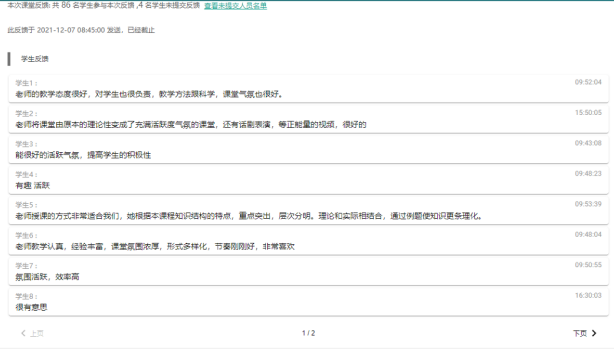 本次课堂反馈: 共 86 名学生参与本次反馈 ,4 名学生未提交反馈 查看未提交人员名单
此反馈于 2021-12-07 08:45:00 发送，已经截止
学生反馈
学生1： 09:52:04
老师的教学态度很好，对学生也很负责，教学方法跟科学，课堂气氛也很好。
学生2： 15:50:05
老师将课堂由原本的理论性变成了充满活跃度气氛的课堂，还有话剧表演，等正能量的视频，很好的
学生3： 09:43:08
能很好的活跃气氛，提高学生的积极性
学生4： 09:48:23
有趣 活跃
学生5： 09:53:39
老师授课的方式非常适合我们，她根据本课程知识结构的特点，重点突出，层次分明。理论和实际相结合，通过例题使知识更条理化。
学生6： 09:48:04
老师教学认真，经验丰富，课堂氛围浓厚，形式多样化，节奏刚刚好，非常喜欢
学生7： 09:50:55
氛围活跃，效率高
学生8： 16:30:03
很有意思
上页 1 / 2 下页